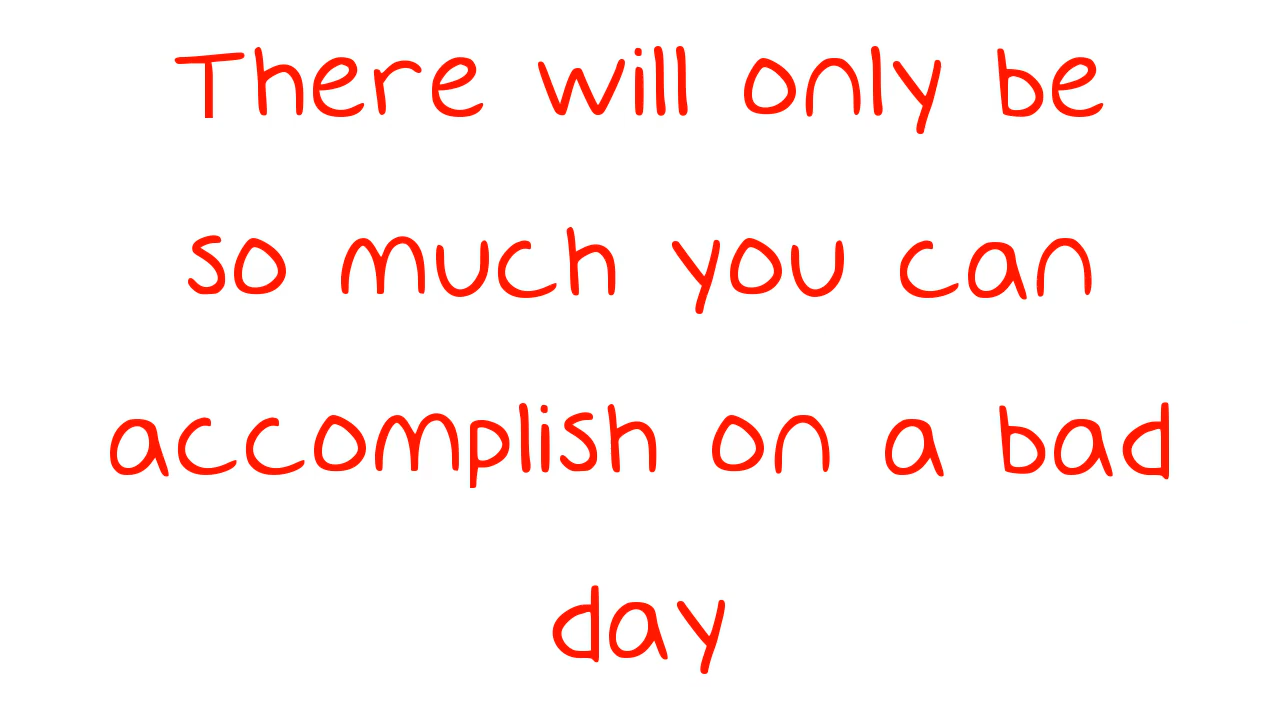 There will only be
so much you can
accomplish on a bad
day